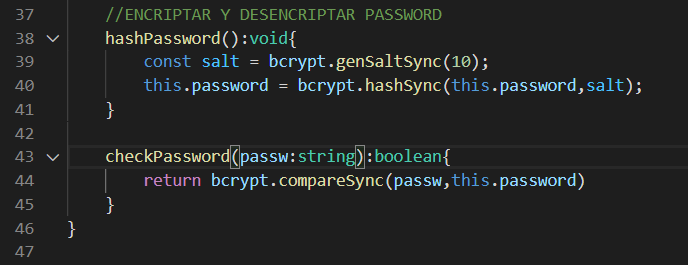 37 //ENCRIPTAR Y DESENCRIPTAR PASSWORD
38 hashPassword():void{
39 const salt = bcrypt.genSaltSync(10);
40 this.password = bcrypt.hashSync(this.password,salt);
41 }
42
43 checkPassword(passw:string):boolean{
44 return bcrypt.compareSync(passw,this.password)
45 }
46 }
47